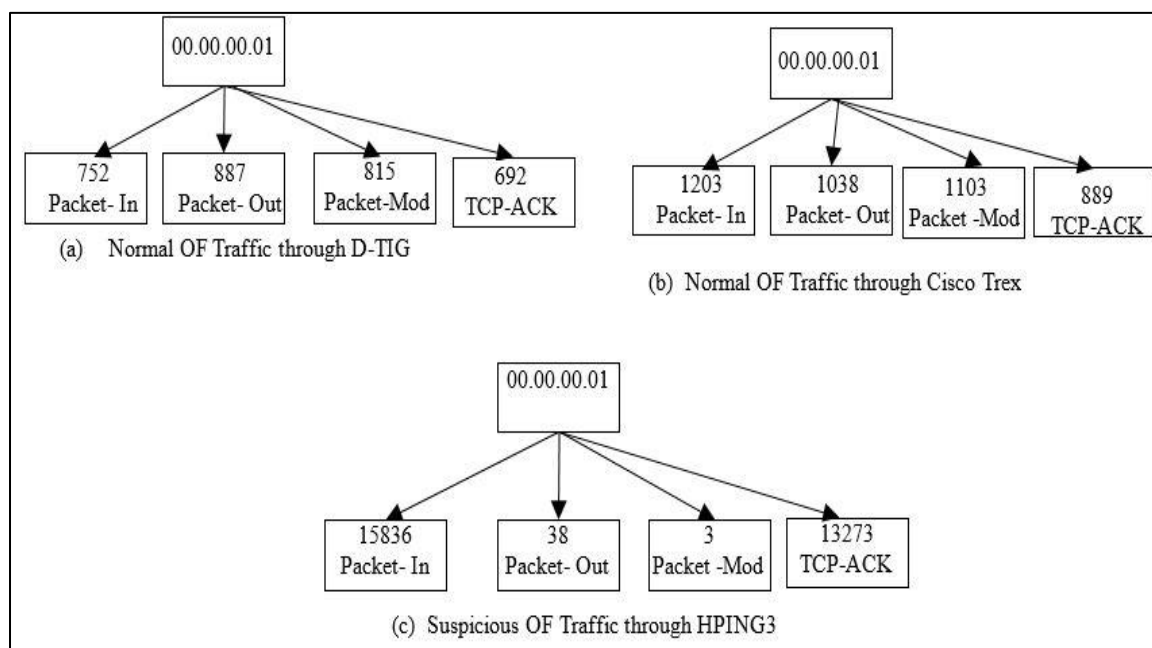 00.00.00.01
752
Packet- In
887
Packet- Out
815
Packet-Mod
692
TCP-ACK
(a) Normal OF Traffic through D-TIG
00.00.00.01
1203
Packet- In
1038
Packet- Out
1103
Packet -Mod
889
TCP-ACK
(b) Normal OF Traffic through Cisco Trex
00.00.00.01
15836
Packet- In
38
Packet- Out
3
Packet -Mod
13273
TCP-ACK
(c) Suspicious OF Traffic through HPING3